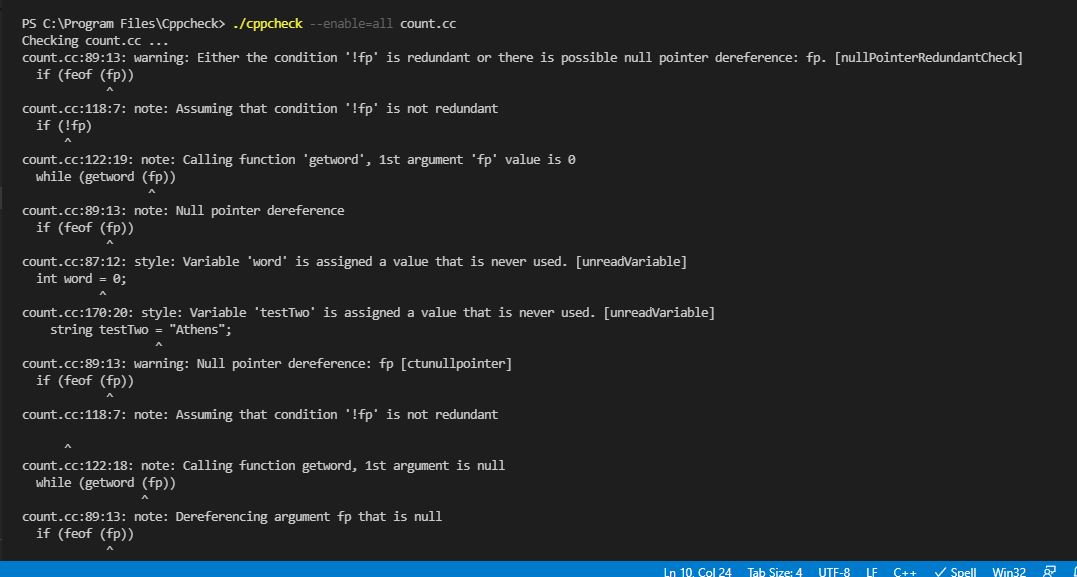 PS C:\Program Files\Cppcheck> ./cppcheck --enable=all count.cc
Checking count.cc ...
count.cc:89:13: warning: Either the condition '!fp' is redundant or there is possible null pointer dereference: fp. [nullPointerRedundantCheck]
  if (feof (fp))
            ^
count.cc:118:7: note: Assuming that condition '!fp' is not redundant
  if (!fp)
      ^
count.cc:122:19: note: Calling function 'getword', 1st argument 'fp' value is 0
  while (getword (fp))
                  ^
count.cc:89:13: note: Null pointer dereference
  if (feof (fp))
            ^
count.cc:87:12: style: Variable 'word' is assigned a value that is never used. [unreadVariable]
  int word = 0;
           ^
count.cc:170:20: style: Variable 'testTwo' is assigned a value that is never used. [unreadVariable]
    string testTwo = "Athens";
                   ^
count.cc:89:13: warning: Null pointer dereference: fp [ctunullpointer]
  if (feof (fp))
            ^
count.cc:118:7: note: Assuming that condition '!fp' is not redundant

      ^
count.cc:122:18: note: Calling function getword, 1st argument is null
  while (getword (fp))
                 ^
count.cc:89:13: note: Dereferencing argument fp that is null
  if (feof (fp))
            ^
Ln 10, Col 24 Tab Size: 4 UTF-8 LF C++ ✓ Spell Win32